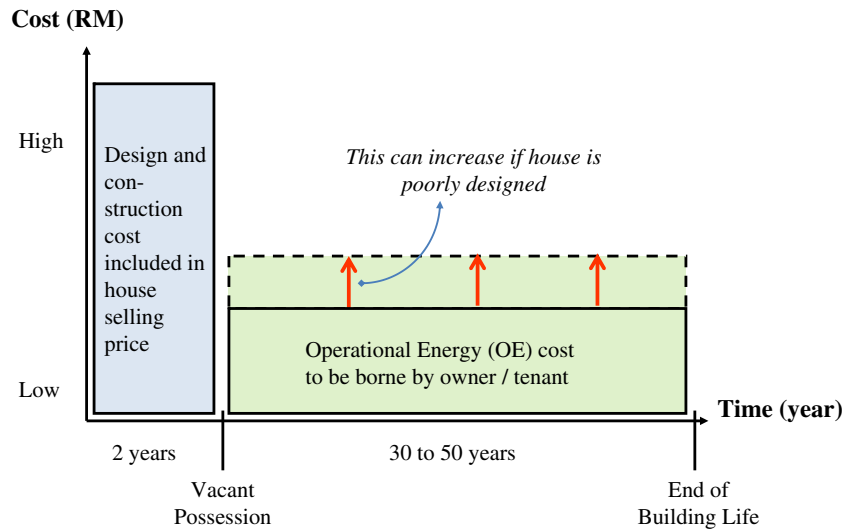 Cost (RM)
High
Low
Design and
con-
struction
cost
included in
house
selling
price
This can increase if house is
poorly designed
Operational Energy (OE) cost
to be borne by owner / tenant
Time (year)
2 years
30 to 50 years
Vacant
Possession
End of
Building Life